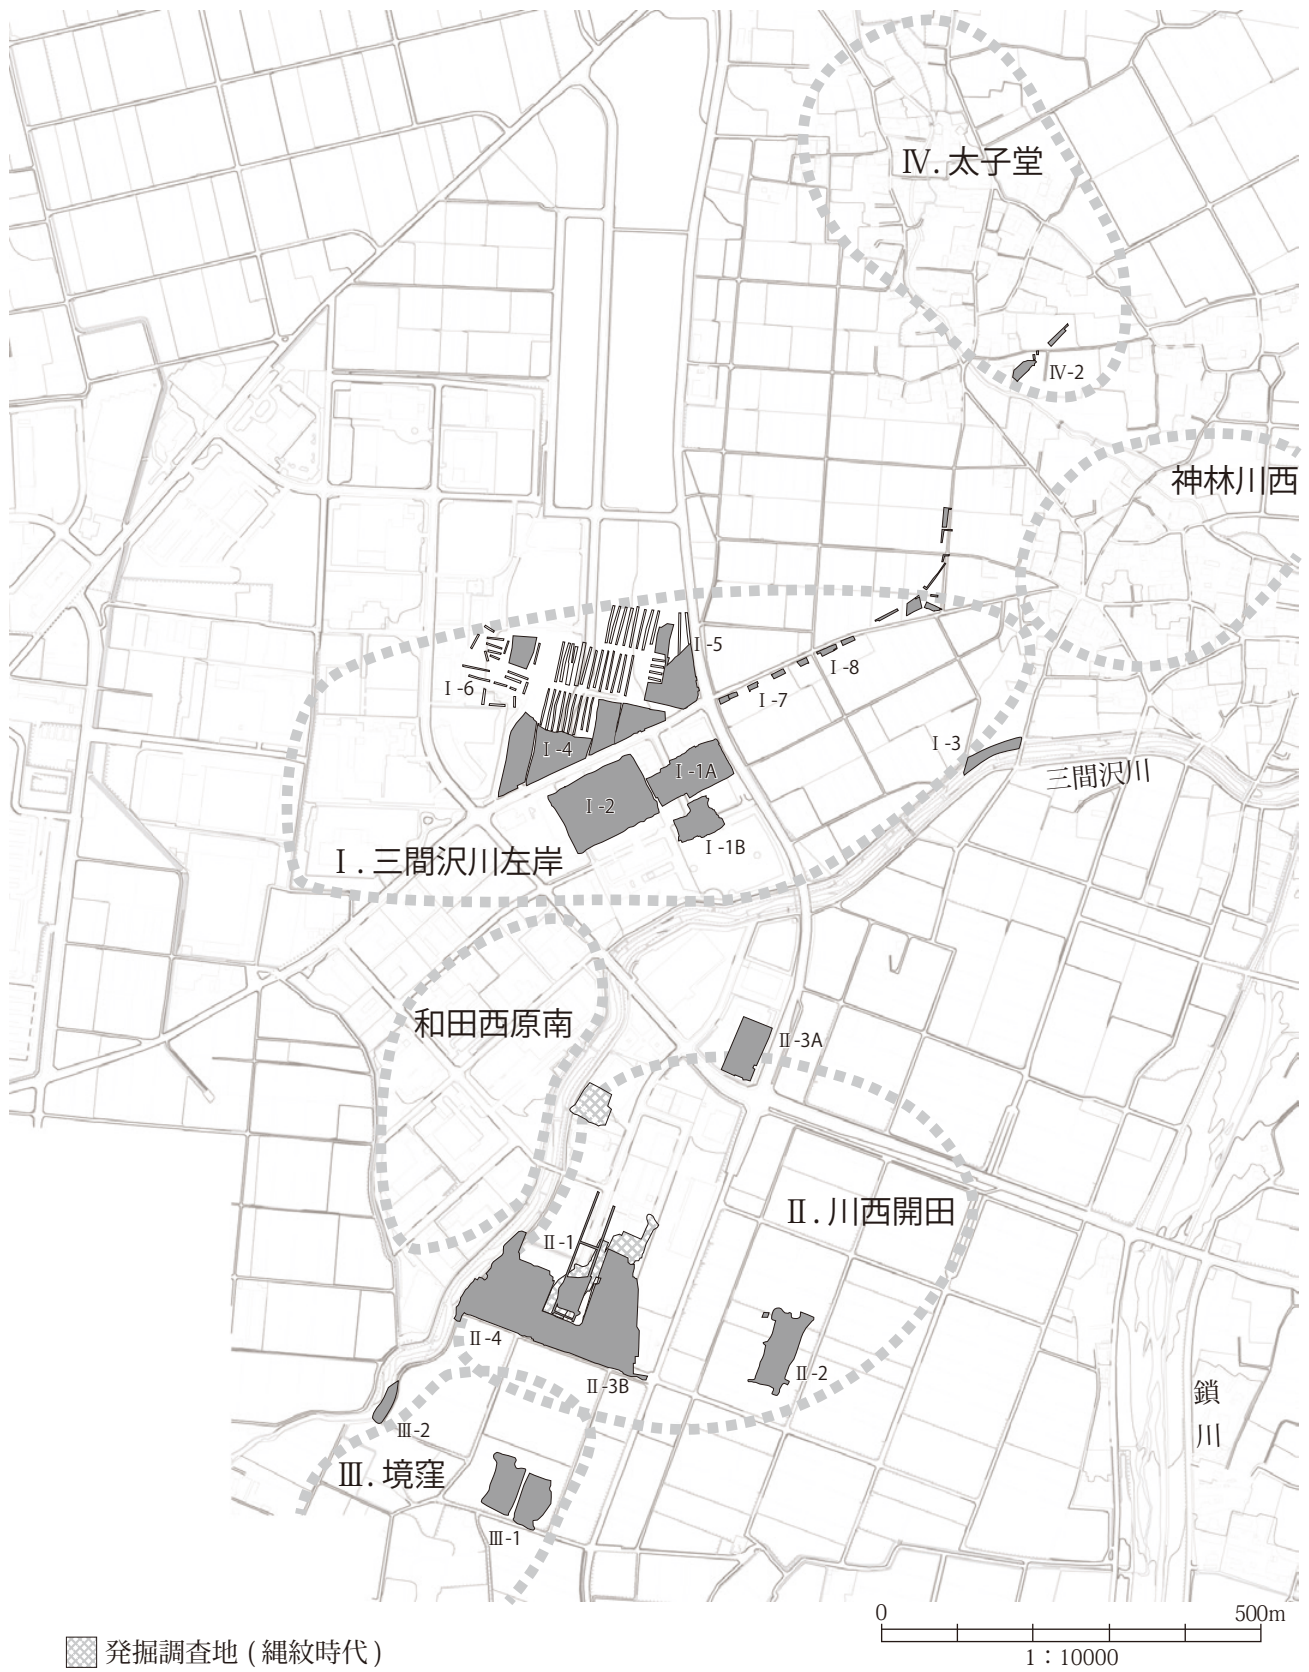 Ⅳ. 太子堂
Ⅳ-2
神林川西
Ⅰ-5
Ⅰ-6
Ⅰ-8
Ⅰ-7
Ⅰ-4
Ⅰ-3
Ⅰ-1A
三間沢川
Ⅰ-2
Ⅰ-1B
Ⅰ. 三間沢川左岸
和田西原南
Ⅱ-3A
Ⅱ. 川西開田
Ⅱ-1
Ⅱ-4
Ⅱ-2
Ⅱ-3B
鎖川
Ⅲ-2
Ⅲ. 境窪
Ⅲ-1
0 500m
1：10000
発掘調査地 ( 縄紋時代 )